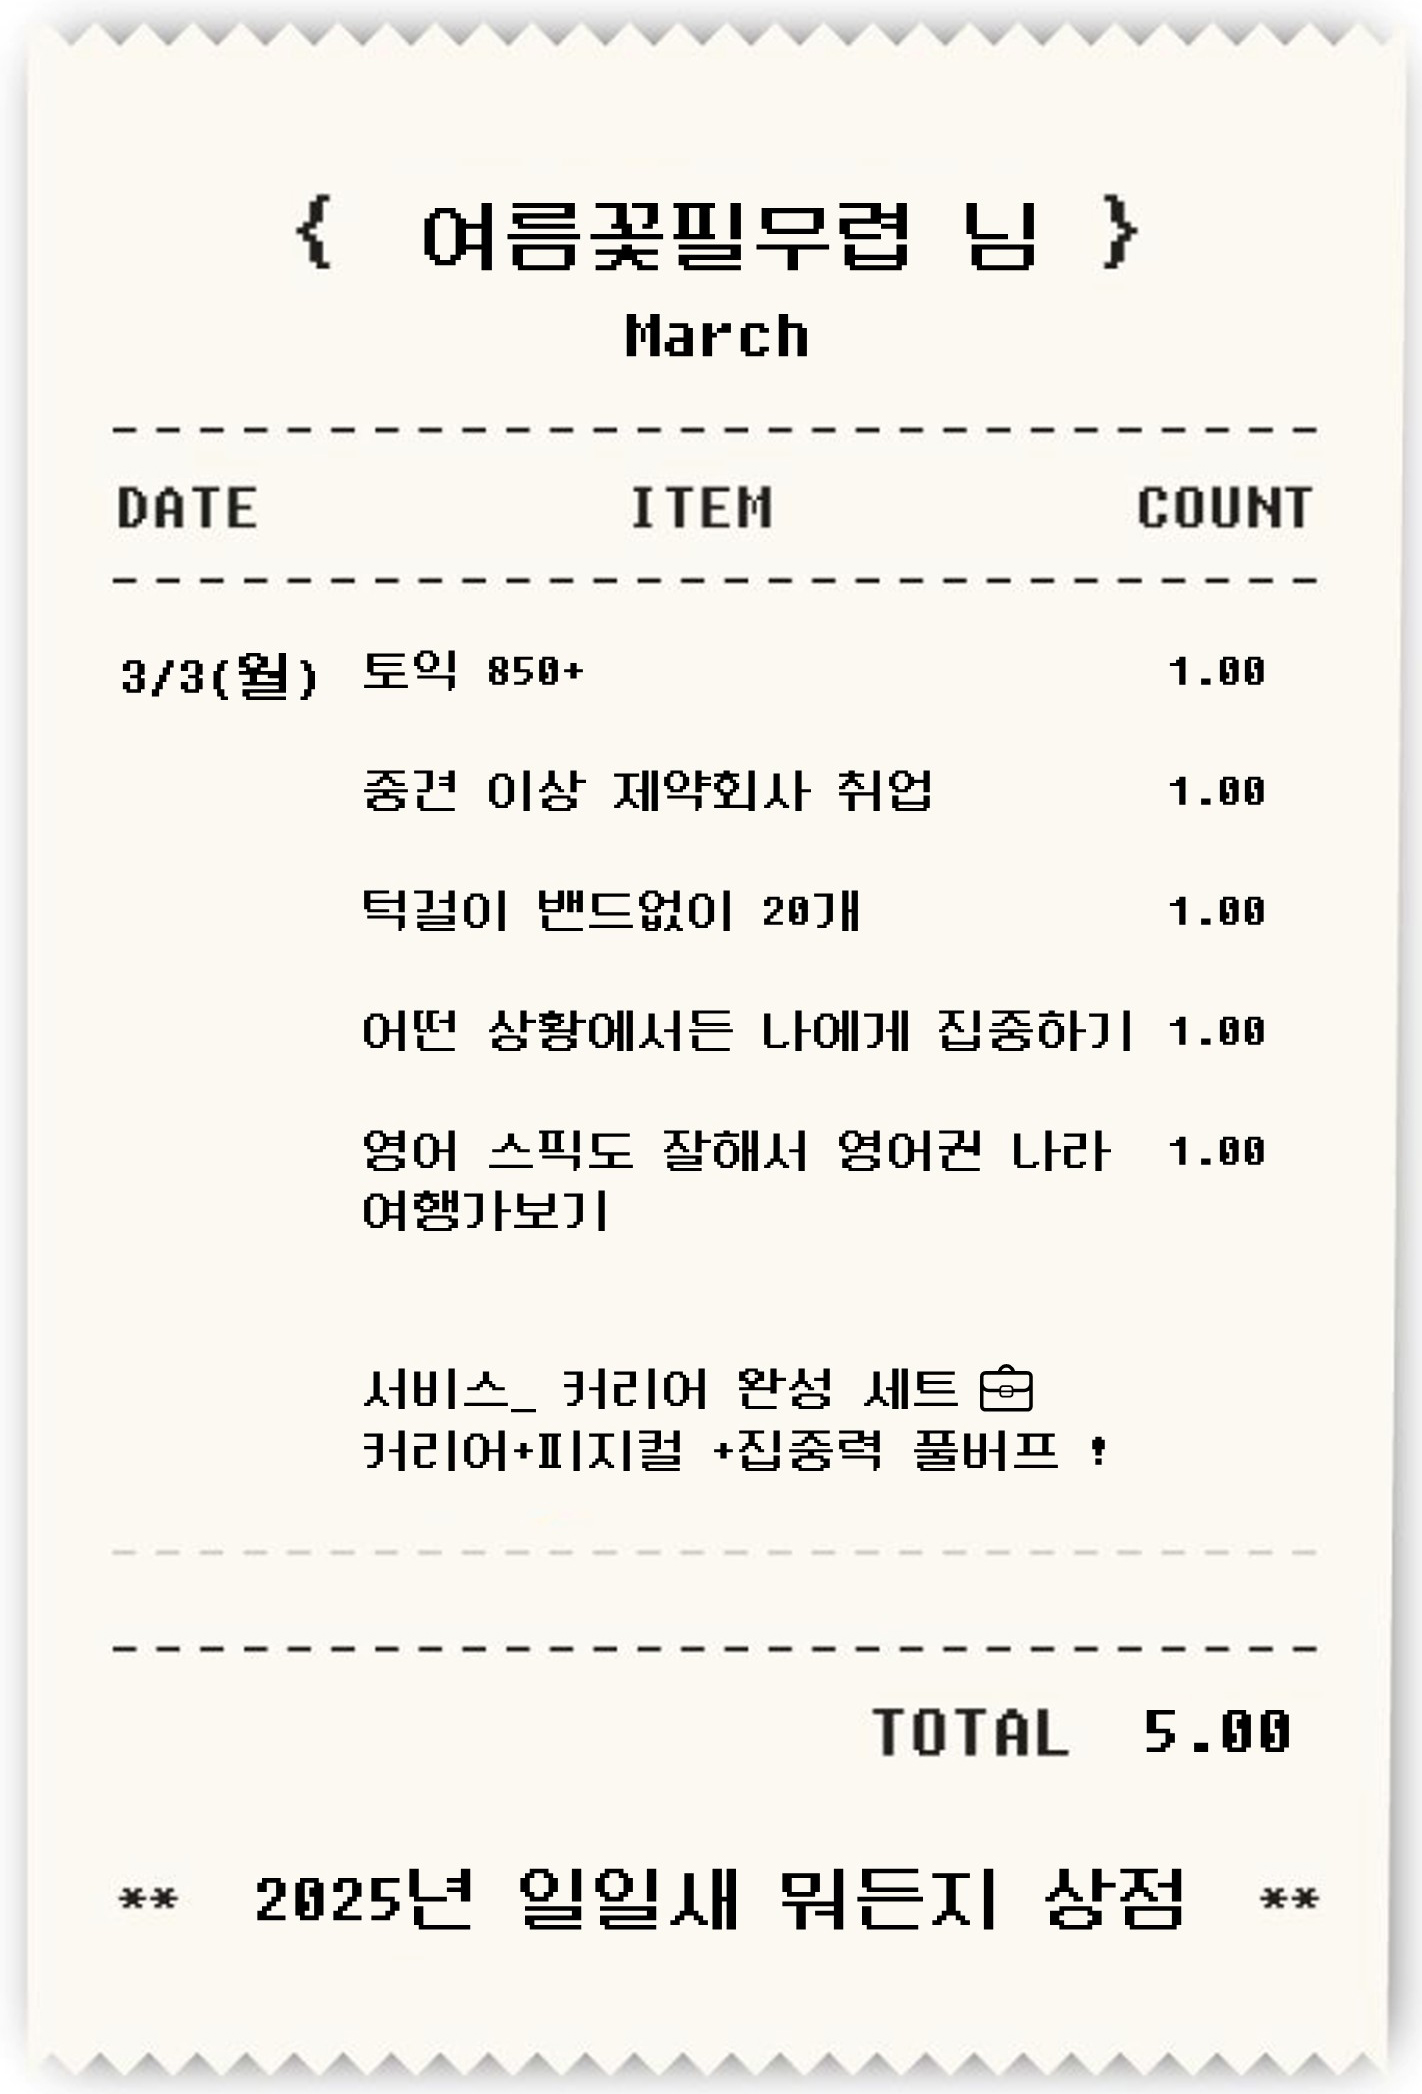 { 여름꽃필무렵 님 }
March
DATE ITEM COUNT
3/3(월) 토익 850+ 1.00
중견 이상 제약회사 취업 1.00
턱걸이 밴드없이 20개 1.00
어떤 상황에서든 나에게 집중하기 1.00
영어 스픽도 잘해서 영어권 나라 1.00
여행가보기
서비스_ 커리어 완성 세트
커리어+피지컬 +집중력 풀버프 !
TOTAL 5.00
** 2025년 일일새 뭐든지 상점 **